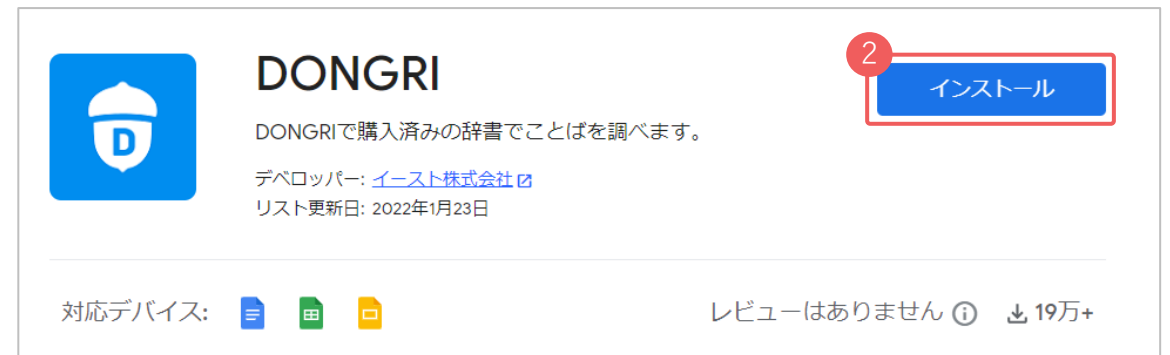 DONGRI
2
インストール
D
DONGRIで購入済みの辞書でことばを調べます。
デベロッパー: イースト株式会社
リスト更新日: 2022年1月23日
対応デバイス:
レビューはありません 19万+